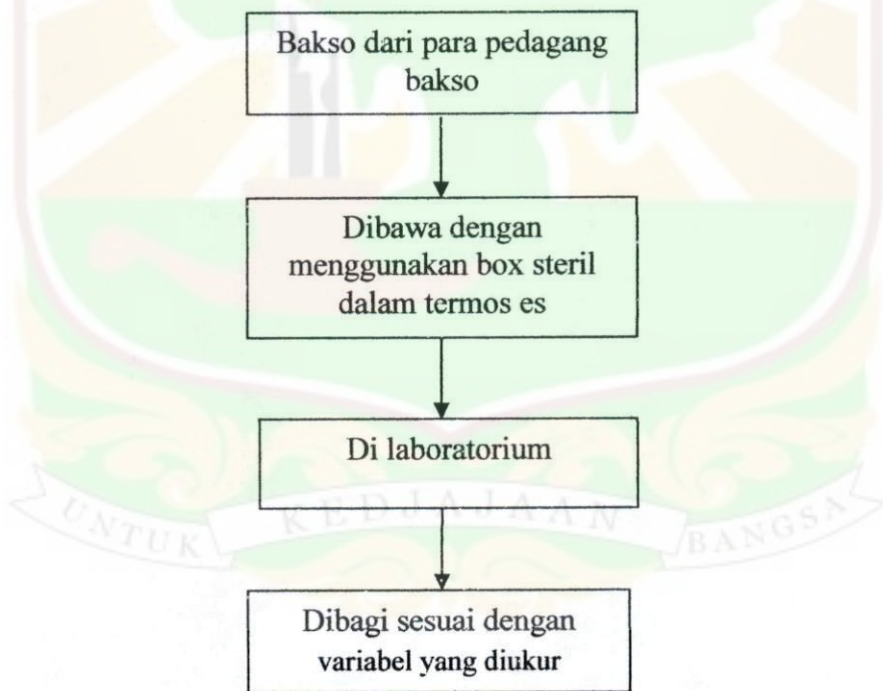 Bakso dari para pedagang
bakso
Dibawa dengan
menggunakan box steril
dalam termos es
Di laboratorium
UNTUK KEDJAJAAN BANGSA
Dibagi sesuai dengan
variabel yang diukur